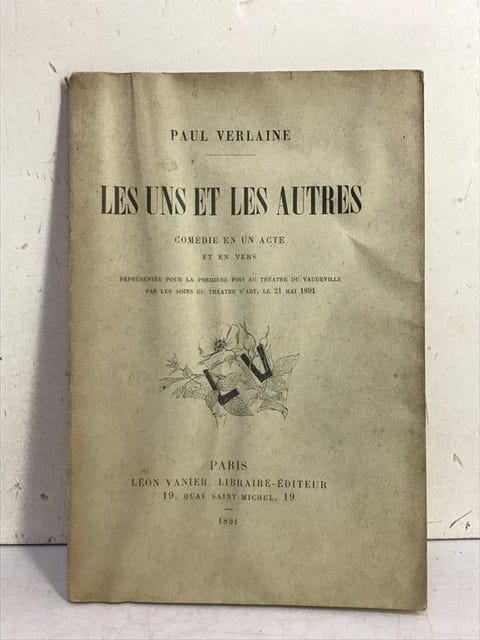 PAUL VERLAINE
LES UNS ET LES AUTRES
COMÉDIE EN UN ACTE
ET EN VERS
REPRÉSENTÉE POUR LA PREMIÈRE FOIS AU THÉATRE DU VAUDEVILLE
PAR LES SOINS DU THÉATRE D'ART, LE 21 MAI 1891
LV
PARIS
LÉON VANIER, LIBRAIRE-ÉDITEUR
19, QUAI SAINT MICHEL, 19
1891